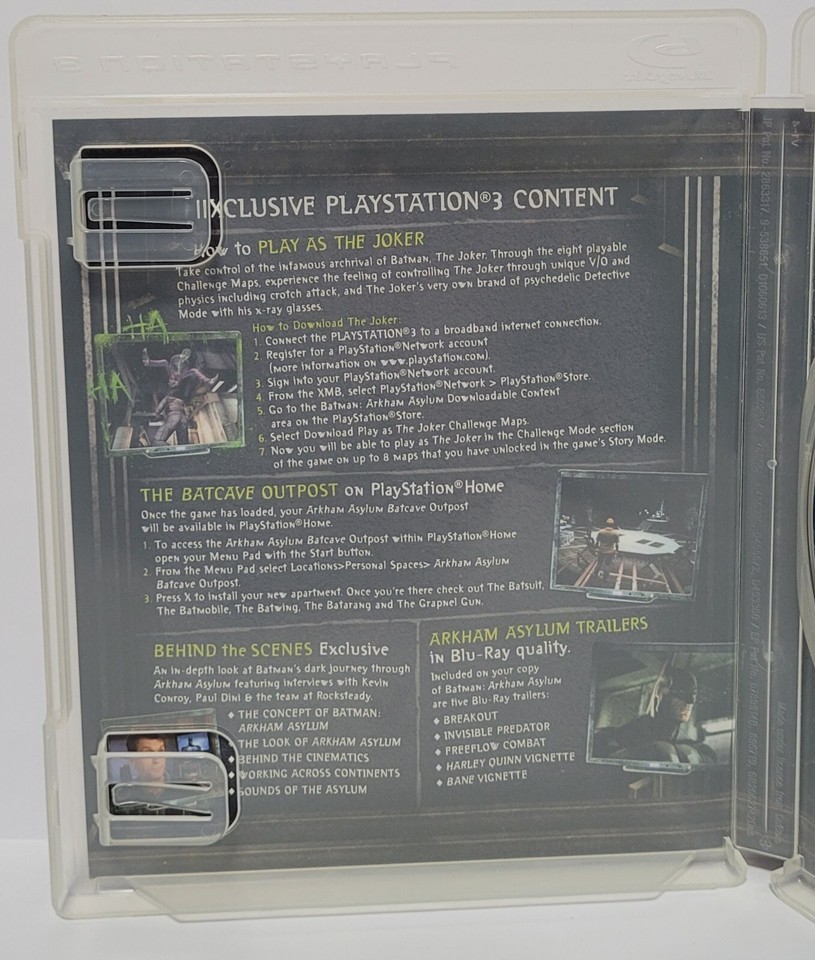 PLAYSTATION 3
XCLUSIVE PLAYSTATION®3 CONTENT
How to PLAY AS THE JOKER
Take control of the infamous archrival of Batman, The Joker. Through the eight playable
Challenge Maps, experience the feeling of controlling The Joker through unique V/O and
physics including crotch attack, and The Joker's very own brand of psychedelic Detective
Mode with his x-ray glasses.
HA
HA
How to Download The Joker:
1. Connect the PLAYSTATION®3 to a broadband internet connection.
2. Register for a PlayStation®Network account
(more information on www.playstation.com).
3. Sign into your PlayStation®Network account.
4. From the XMB, select PlayStation®Network > PlayStation®Store.
5. Go to the Batman: Arkham Asylum Downloadable Content
area on the PlayStation®Store.
6. Select Download Play as The Joker Challenge Maps.
7. Now you will be able to play as The Joker in the Challenge Mode section
of the game on up to 8 maps that you have unlocked in the game's Story Mode.
THE BATCAVE OUTPOST on PlayStation®Home
Once the game has loaded, your Arkham Asylum Batcave Outpost
will be available in PlayStation®Home.
1. To access the Arkham Asylum Batcave Outpost within PlayStation®Home
open your Menu Pad with the Start button.
2. From the Menu Pad select Locations>Personal Spaces> Arkham Asylum
Batcave Outpost.
3. Press X to install your new apartment. Once you're there check out The Batsuit,
The Batmobile, The Batwing, The Batarang and The Grapnel Gun.
BEHIND the SCENES Exclusive
An in-depth look at Batman's dark journey through
Arkham Asylum featuring interviews with Kevin
Conroy, Paul Dini & the team at Rocksteady.
♦ THE CONCEPT OF BATMAN:
ARKHAM ASYLUM
THE LOOK OF ARKHAM ASYLUM
♦ BEHIND THE CINEMATICS
♦ WORKING ACROSS CONTINENTS
♦ SOUNDS OF THE ASYLUM
ARKHAM ASYLUM TRAILERS
in Blu-Ray quality.
Included on your copy
of Batman: Arkham Asylum
are five Blu-Ray trailers:
♦ BREAKOUT
♦ INVISIBLE PREDATOR
♦ FREEFLOW COMBAT
♦ HARLEY QUINN VIGNETTE
♦ BANE VIGNETTE